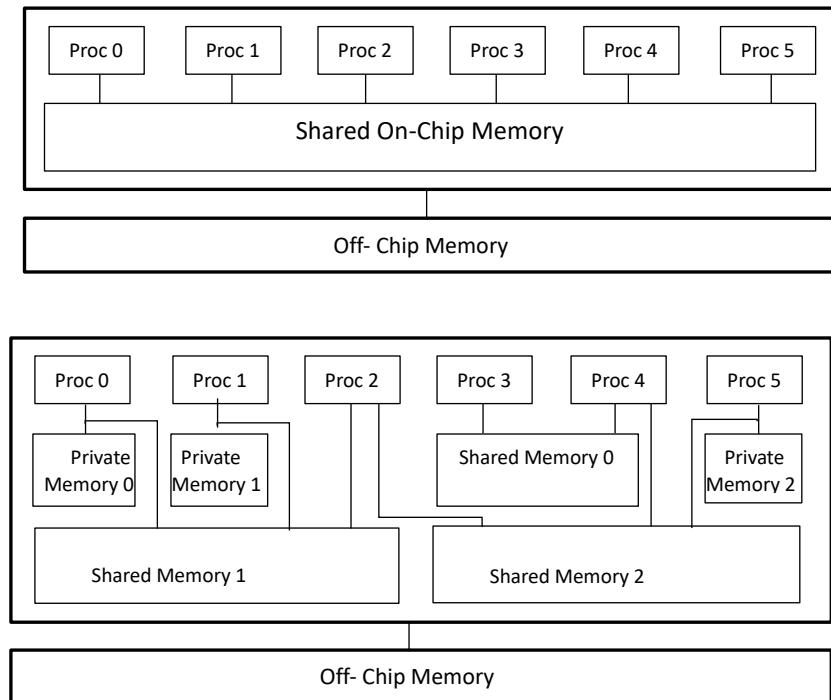 Proc 0 Proc 1 Proc 2 Proc 3 Proc 4 Proc 5
Shared On-Chip Memory
Off- Chip Memory
Proc 0 Proc 1 Proc 2 Proc 3 Proc 4 Proc 5
Private
Memory 0
Private
Memory 1
Shared Memory 0
Private
Memory 2
Shared Memory 1
Shared Memory 2
Off- Chip Memory